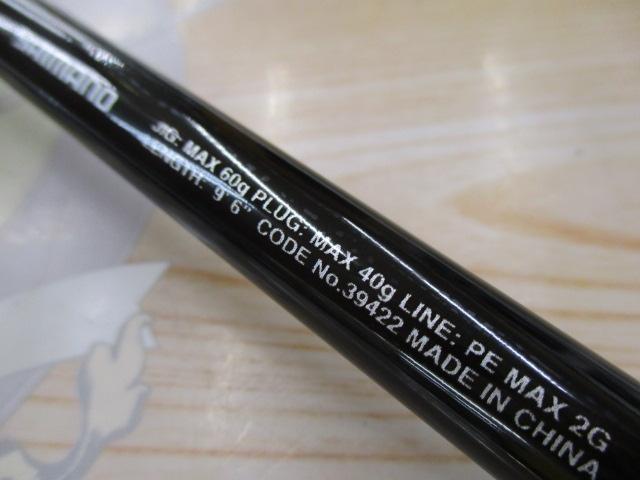 SHIMANO
JIG: MAX 60g PLUG: MAX 40g LINE: PE MAX 2G
LENGTH: 9'6" CODE No.39422 MADE IN CHINA